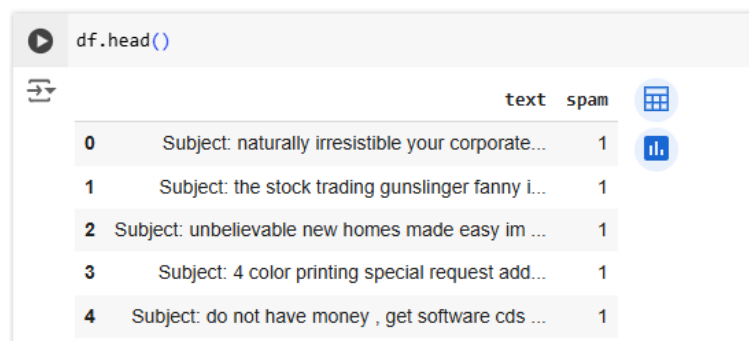 df.head()
text spam
0 Subject: naturally irresistible your corporate... 1
1 Subject: the stock trading gunslinger fanny i... 1
2 Subject: unbelievable new homes made easy im ... 1
3 Subject: 4 color printing special request add... 1
4 Subject: do not have money , get software cds ... 1